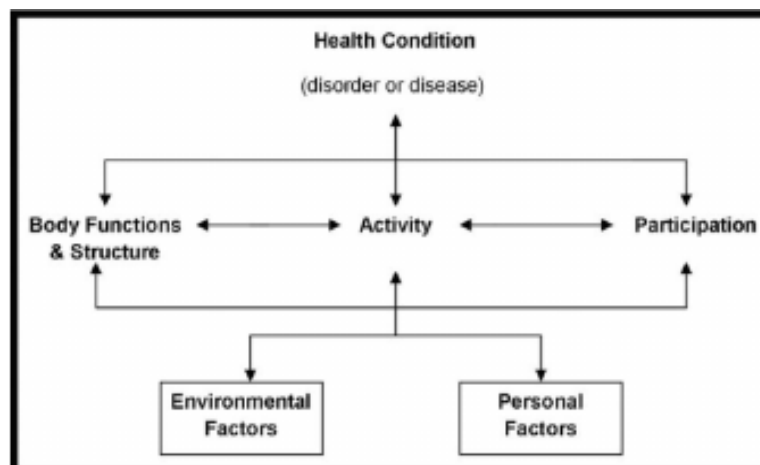 Health Condition
(disorder or disease)
Body Functions
& Structure
Activity
Participation
Environmental
Factors
Personal
Factors